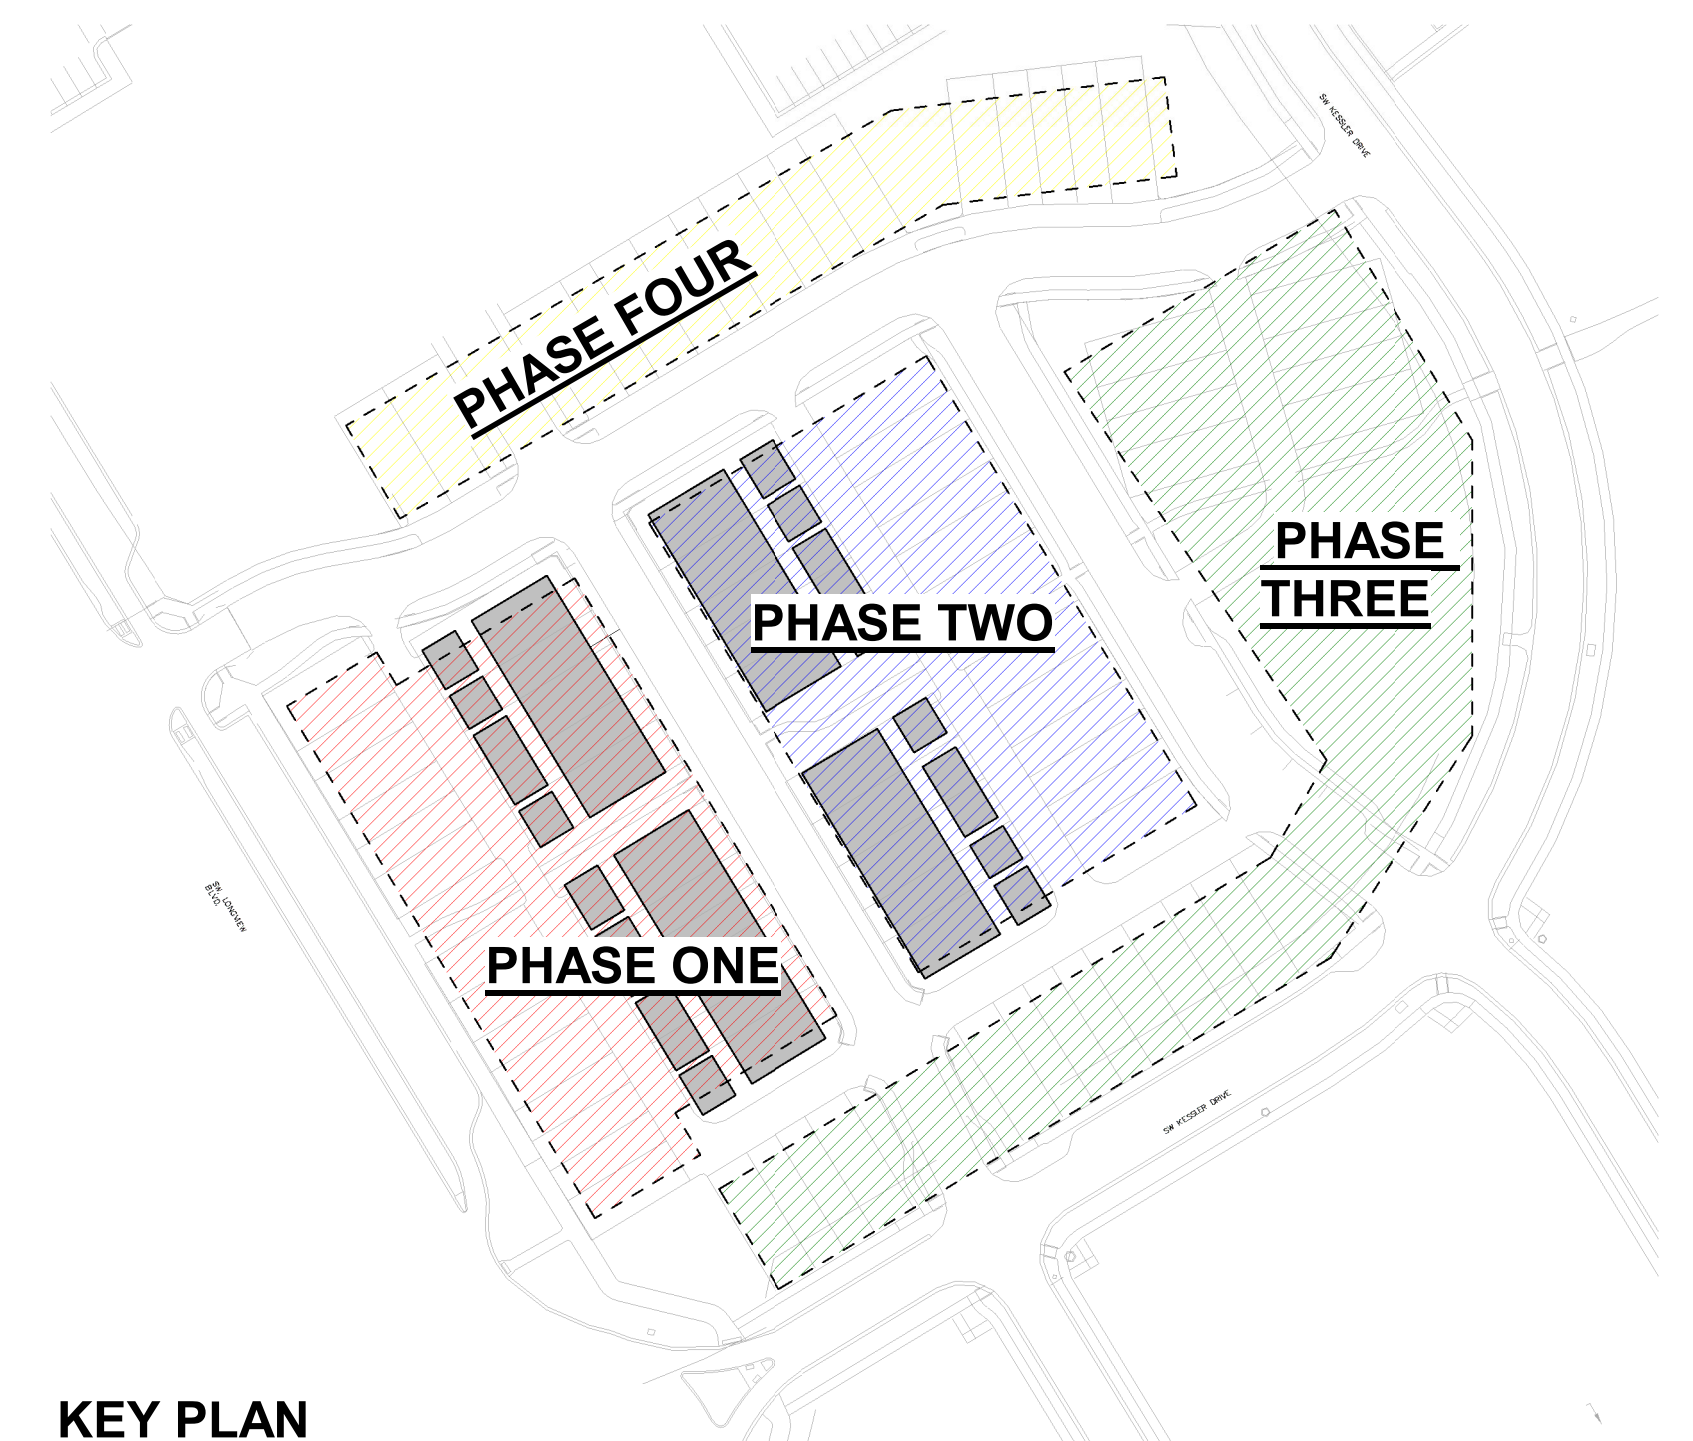 SW KESSLER DRIVE
PHASE FOUR
PHASE
THREE
PHASE TWO
SW. LONGVIEW
BLVD.
PHASE ONE
SW KESSLER DRIVE
KEY PLAN